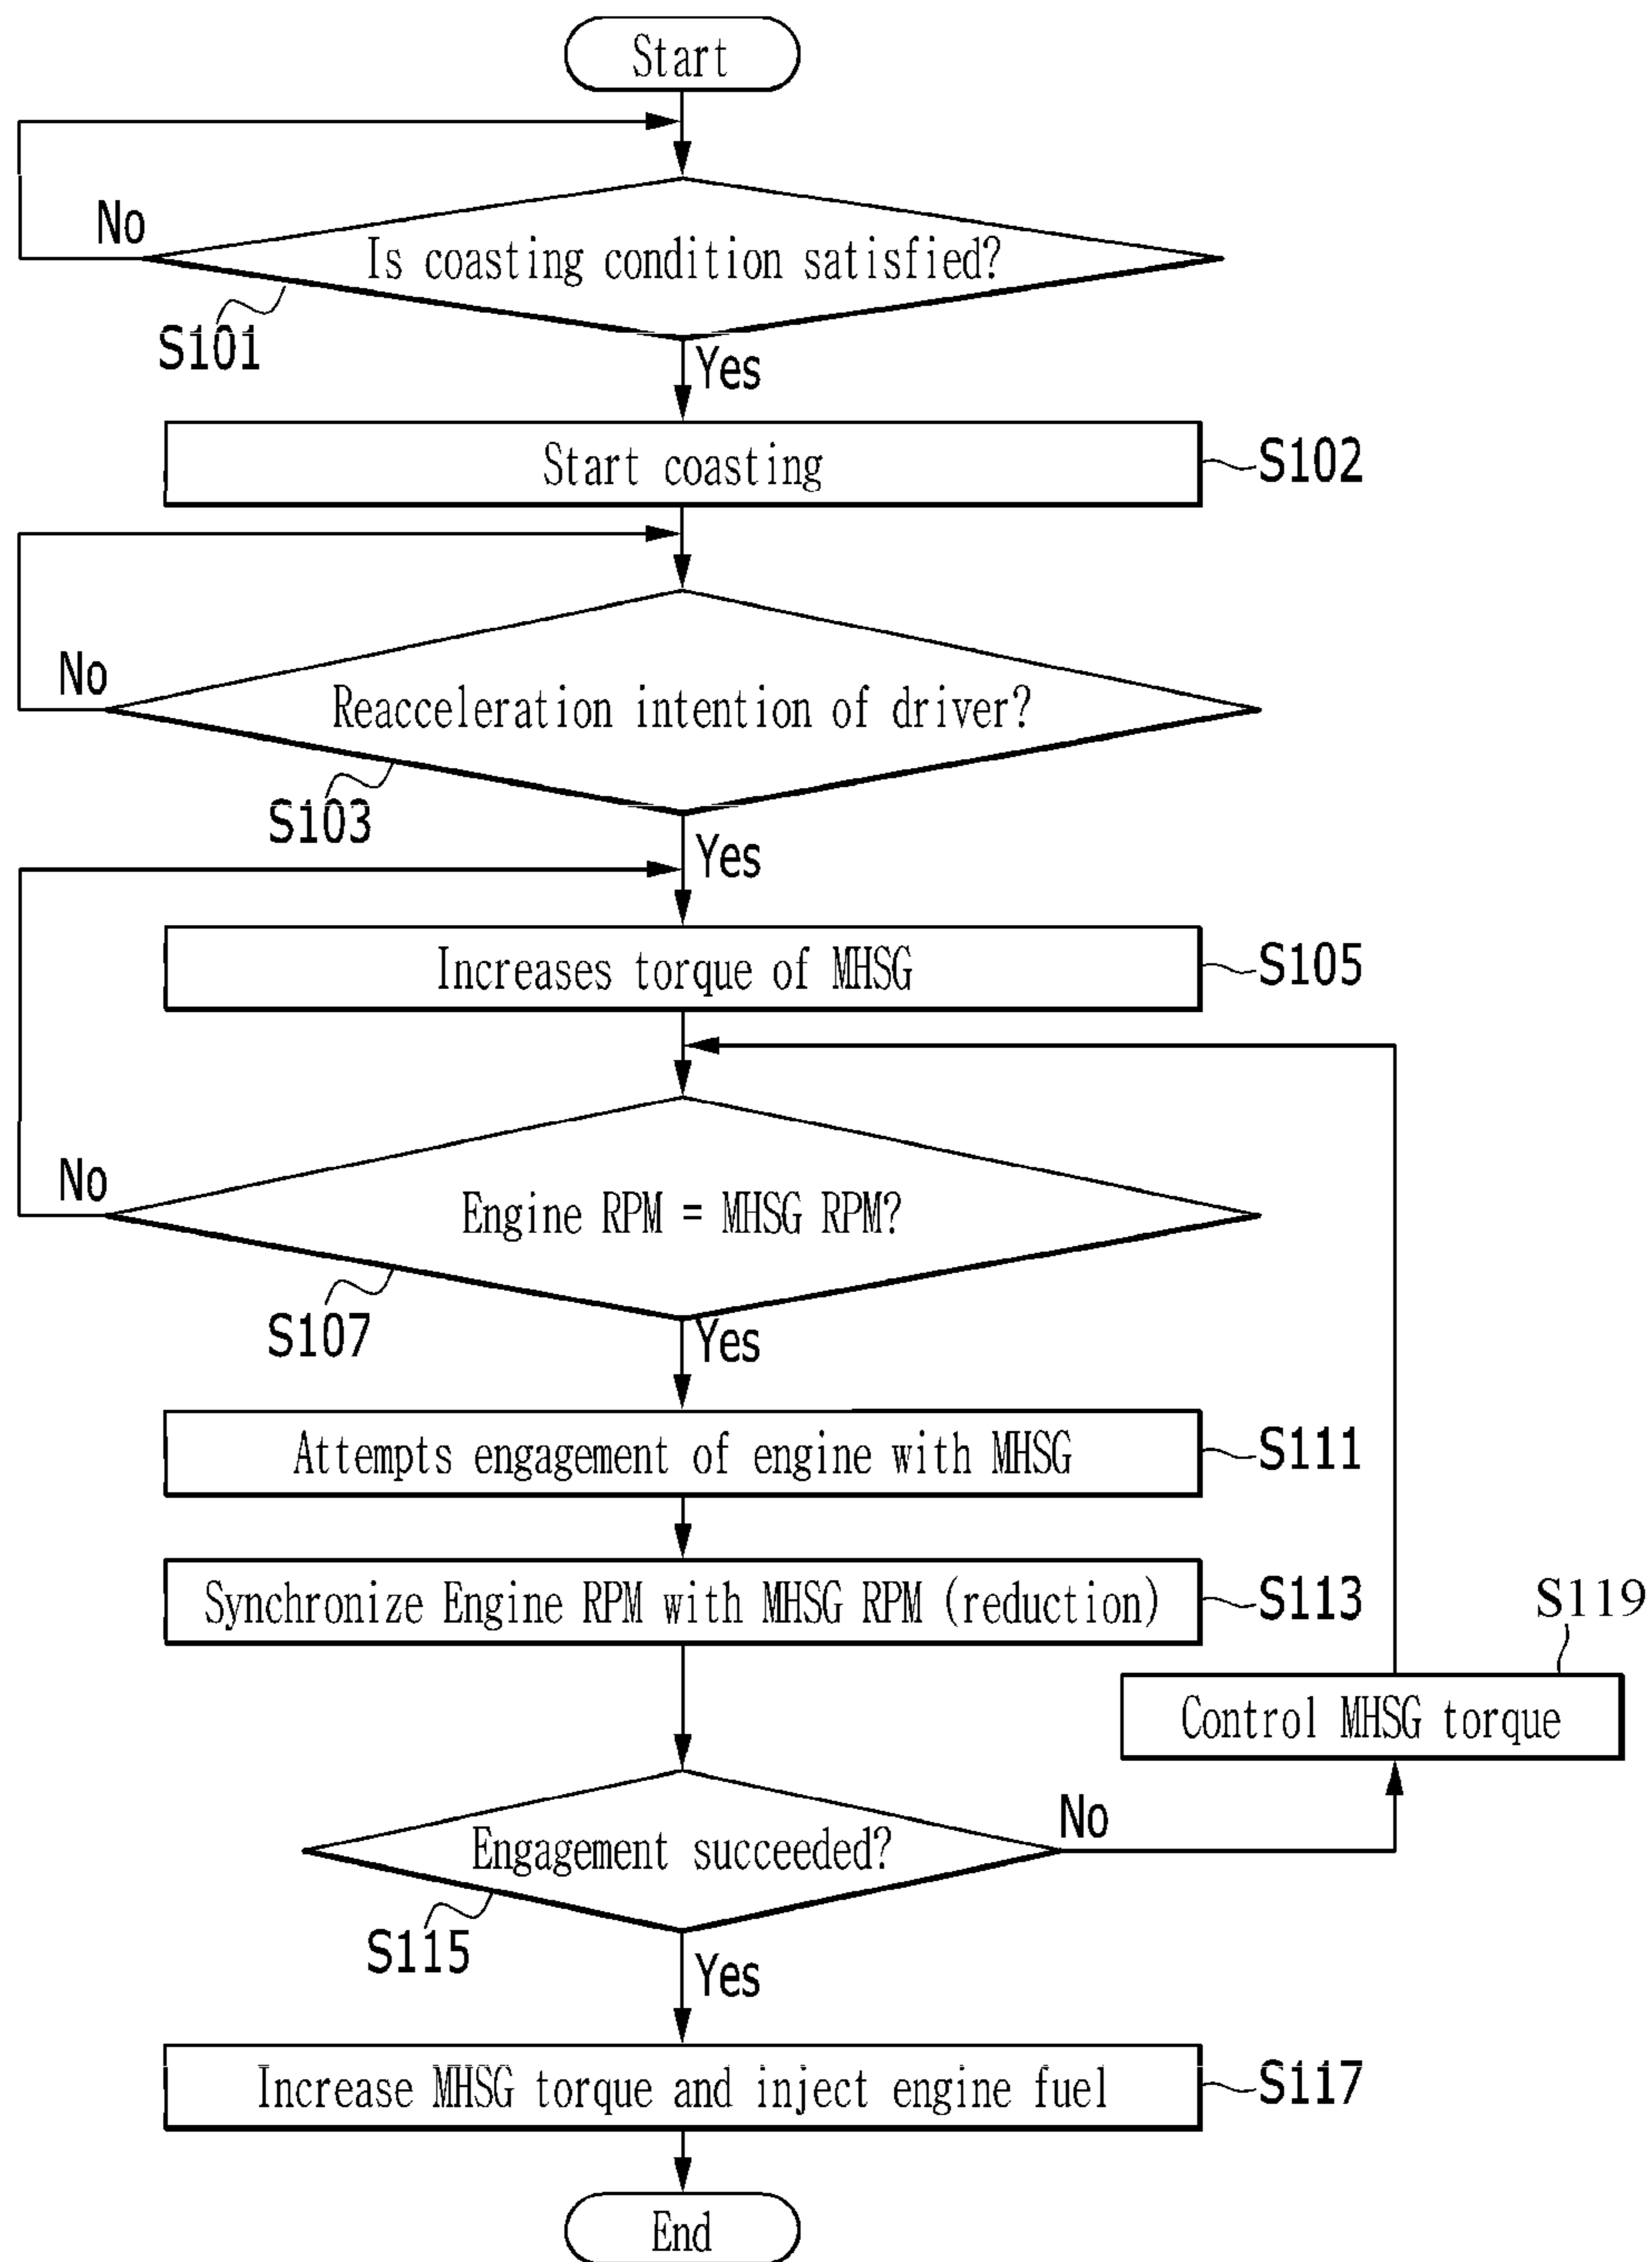 Start
No
Is coasting condition satisfied?
S101
Yes
Start coasting
S102
No
Reacceleration intention of driver?
S103
Yes
Increases torque of MHSG
S105
No
Engine RPM = MHSG RPM?
S107
Yes
Attempts engagement of engine with MHSG
S111
Synchronize Engine RPM with MHSG RPM (reduction)
S113
S119
Control MHSG torque
No
Engagement succeeded?
S115
Yes
Increase MHSG torque and inject engine fuel
S117
End